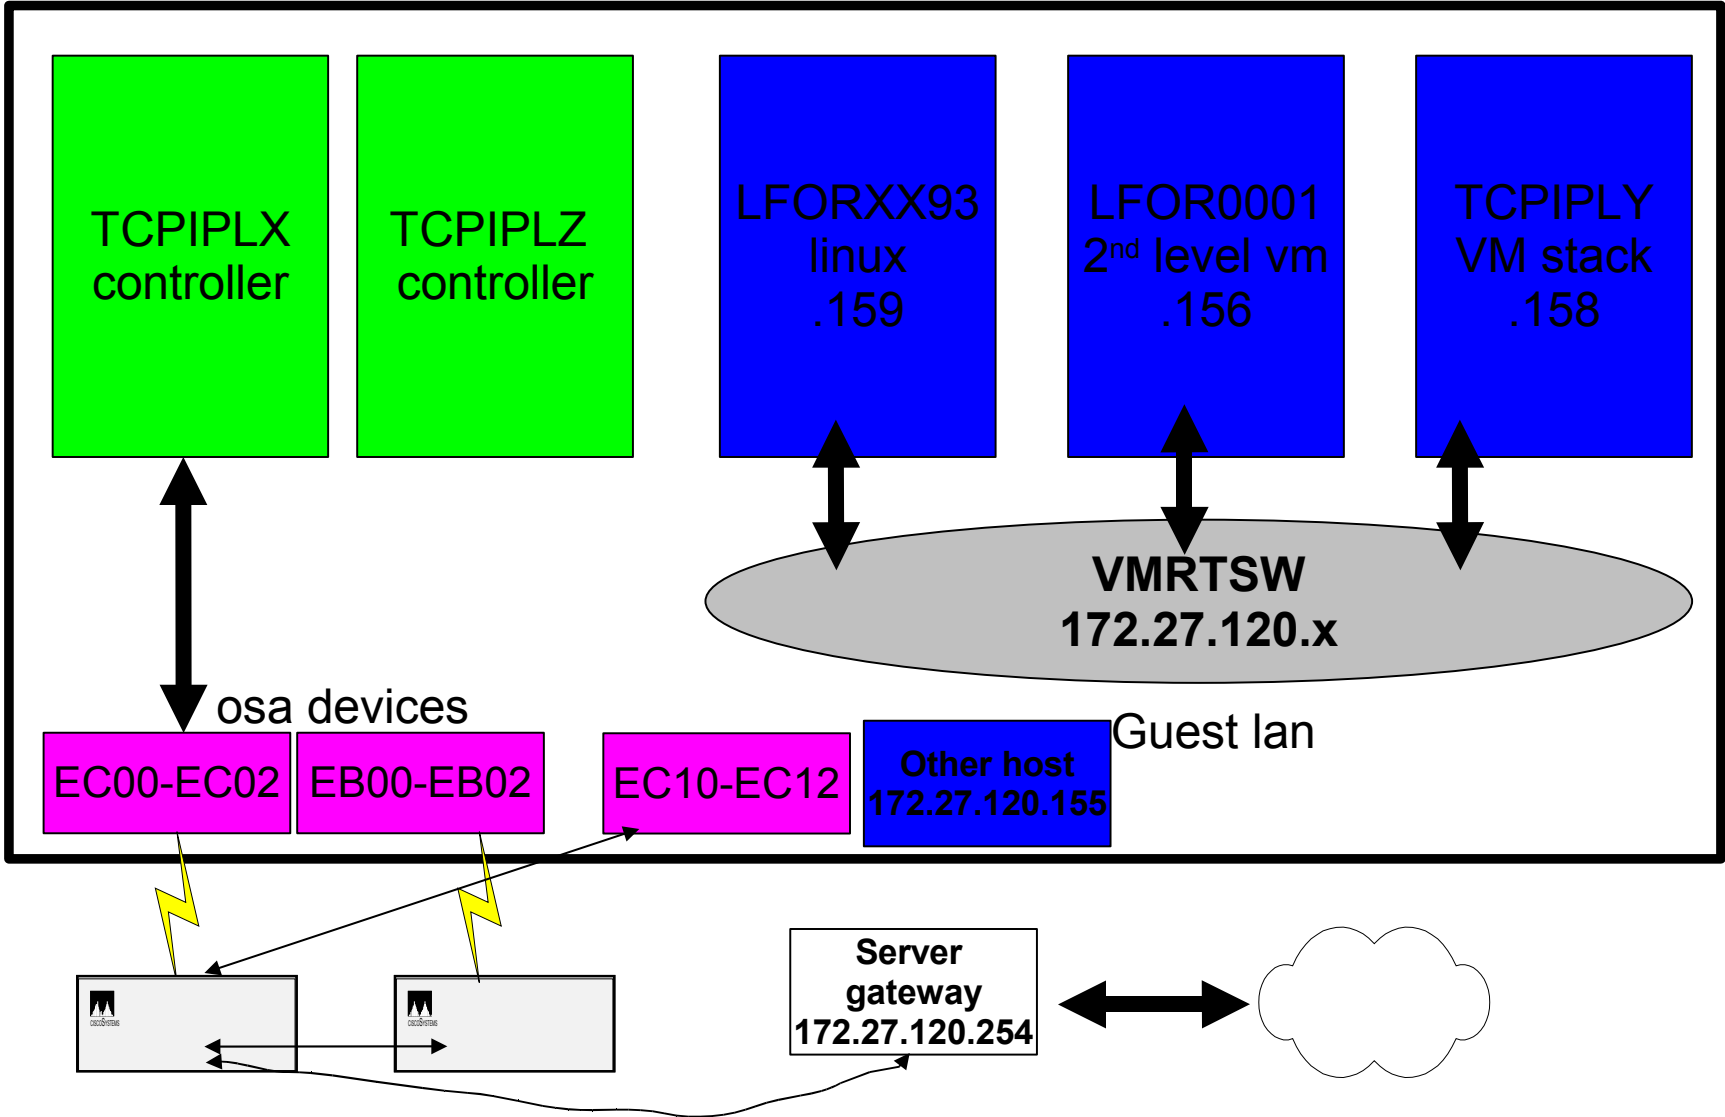 TCPIPLX
controller
TCPIPLZ
controller
LFORXX93
linux
.159
LFOR0001
2nd level vm
.156
TCPIPLY
VM stack
.158
VMRTSW
172.27.120.x
osa devices
Guest lan
EC00-EC02
EB00-EB02
EC10-EC12
Other host
172.27.120.155
Server
gateway
172.27.120.254
CISCOSYSTEMS
CISCOSYSTEMS